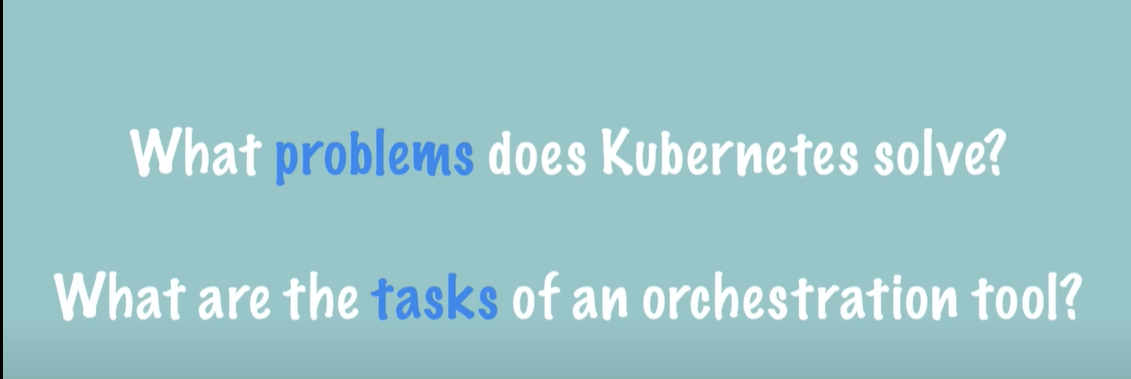 What problems does Kubernetes solve?
What are the tasks of an orchestration tool?